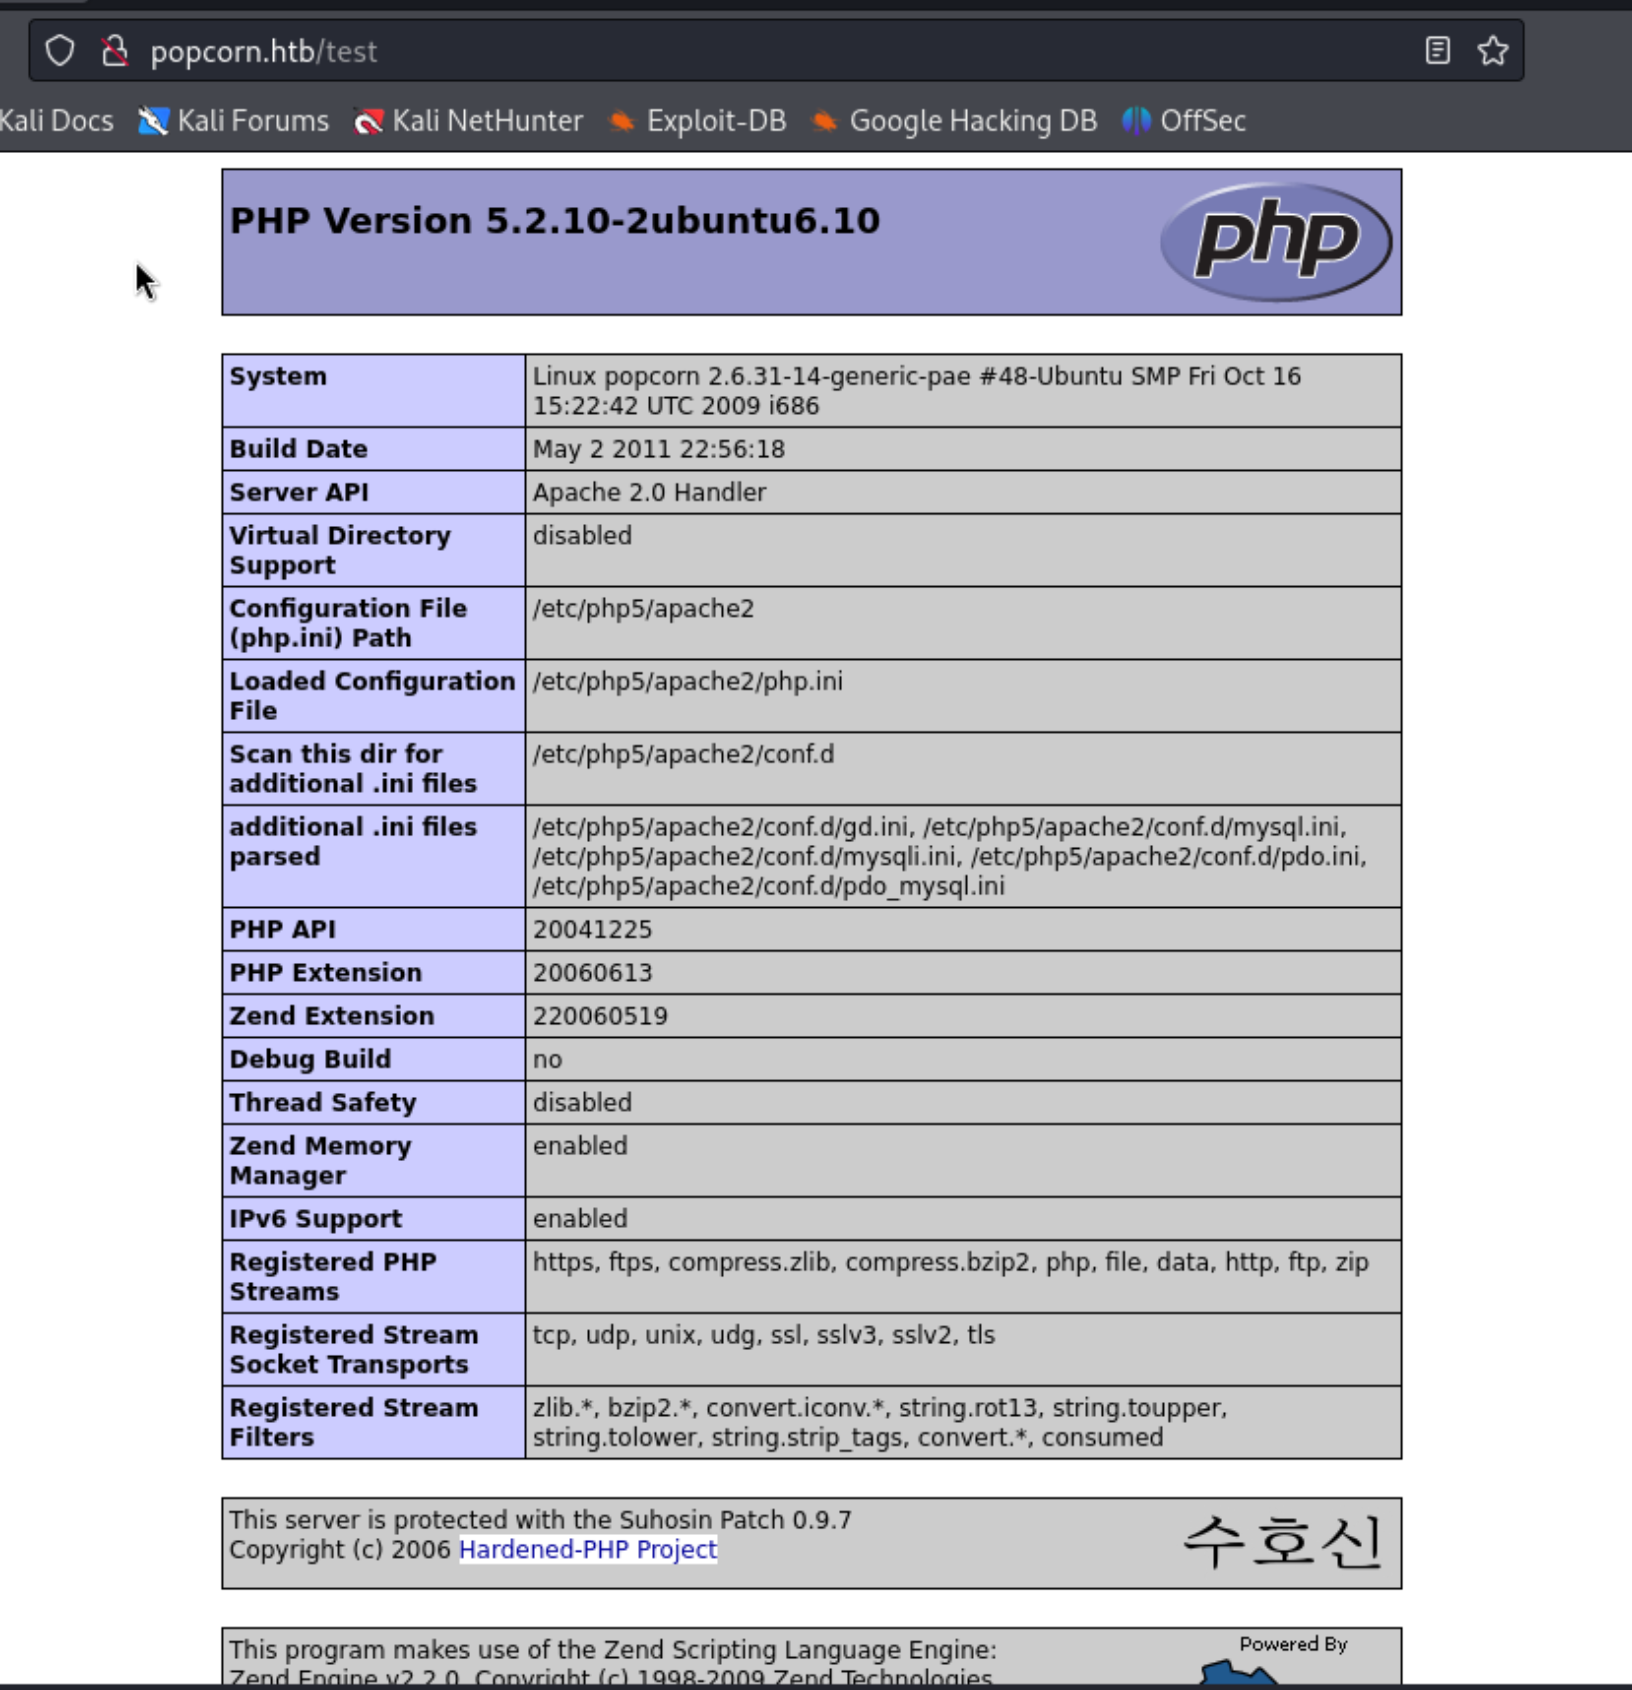 popcorn.htb/test
Kali Docs Kali Forums Kali NetHunter Exploit-DB Google Hacking DB OffSec
PHP Version 5.2.10-2ubuntu6.10
php
System Linux popcorn 2.6.31-14-generic-pae #48-Ubuntu SMP Fri Oct 16
15:22:42 UTC 2009 i686
Build Date May 2 2011 22:56:18
Server API Apache 2.0 Handler
Virtual Directory disabled
Support
Configuration File /etc/php5/apache2
(php.ini) Path
Loaded Configuration /etc/php5/apache2/php.ini
File
Scan this dir for /etc/php5/apache2/conf.d
additional .ini files
additional .ini files /etc/php5/apache2/conf.d/gd.ini, /etc/php5/apache2/conf.d/mysql.ini,
parsed /etc/php5/apache2/conf.d/mysqli.ini, /etc/php5/apache2/conf.d/pdo.ini,
/etc/php5/apache2/conf.d/pdo_mysql.ini
PHP API 20041225
PHP Extension 20060613
Zend Extension 220060519
Debug Build no
Thread Safety disabled
Zend Memory enabled
Manager
IPv6 Support enabled
Registered PHP https, ftps, compress.zlib, compress.bzip2, php, file, data, http, ftp, zip
Streams
Registered Stream tcp, udp, unix, udg, ssl, sslv3, sslv2, tls
Socket Transports
Registered Stream zlib.*, bzip2.*, convert.iconv.*, string.rot13, string.toupper,
Filters string.tolower, string.strip_tags, convert.*, consumed
This server is protected with the Suhosin Patch 0.9.7
Copyright (c) 2006 Hardened-PHP Project
수호신
This program makes use of the Zend Scripting Language Engine:
Powered By
Zend Engine v2.2.0, Copyright (c) 1998-2009 Zend Technologies